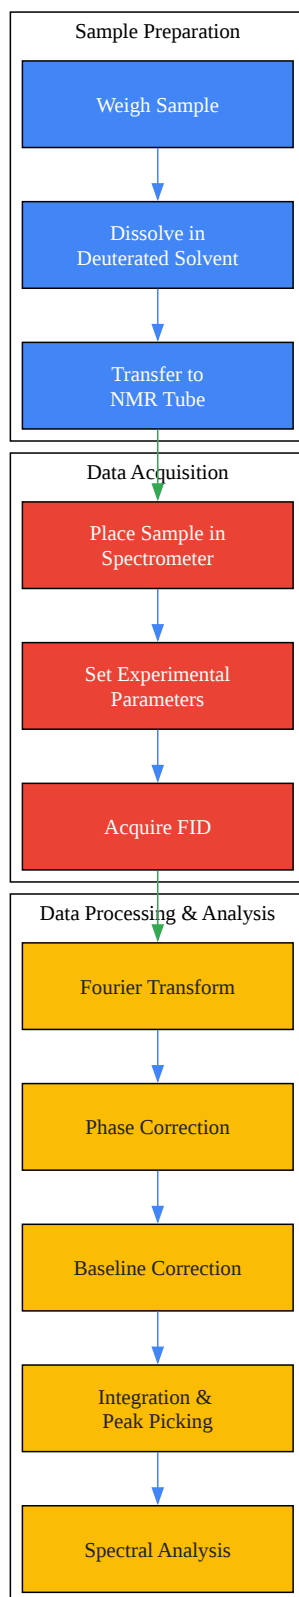 Sample Preparation
Weigh Sample
Dissolve in
Deuterated Solvent
Transfer to
NMR Tube
Data Acquisition
Place Sample in
Spectrometer
Set Experimental
Parameters
Acquire FID
Data Processing & Analysis
Fourier Transform
Phase Correction
Baseline Correction
Integration &
Peak Picking
Spectral Analysis